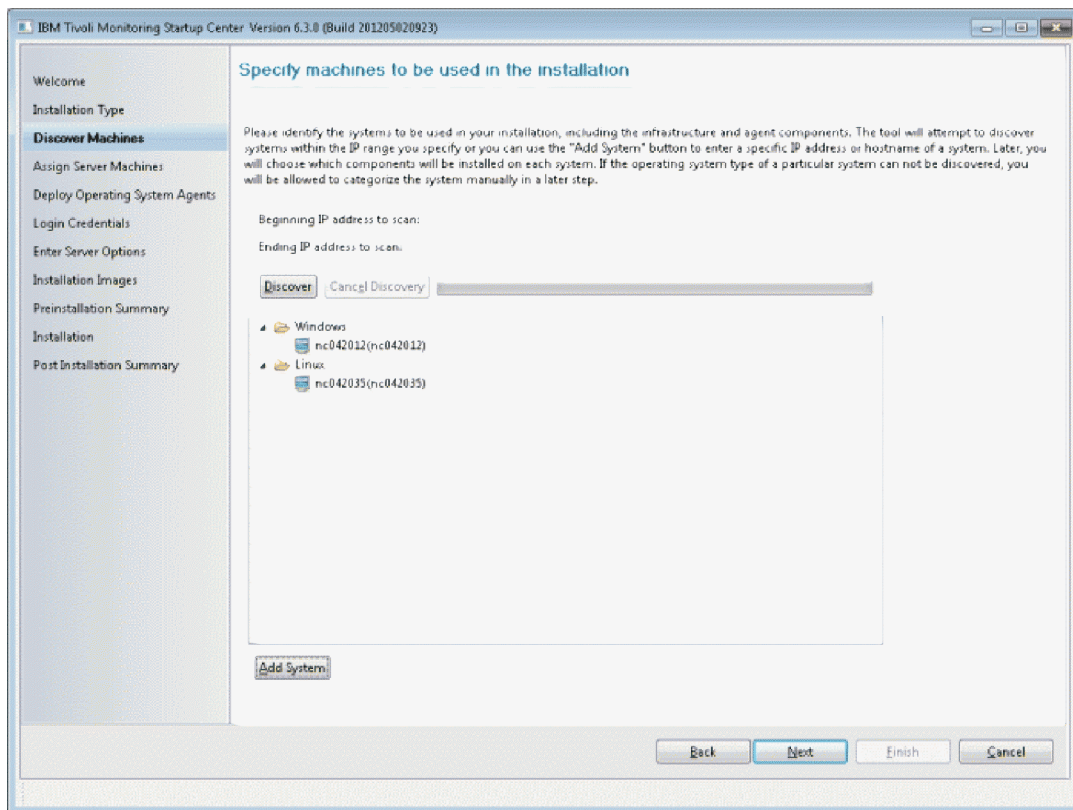 IBM Tivoli Monitoring Startup Center Version 6.3.0 (Build 201205020923)
Welcome
Installation Type
Discover Machines
Assign Server Machines
Deploy Operating System Agents
Login Credentials
Enter Server Options
Installation Images
Preinstallation Summary
Installation
Post Installation Summary
Specify machines to be used in the installation
Please identify the systems to be used in your installation, including the infrastructure and agent components. The tool will attempt to discover
systems within the IP range you specify or you can use the "Add System" button to enter a specific IP address or hostname of a system. Later, you
will choose which components will be installed on each system. If the operating system type of a particular system can not be discovered, you
will be allowed to categorize the system manually in a later step.
Beginning IP address to scan:
Ending IP address to scan:
Discover Cancel Discovery
Windows
nc042012(nc042012)
Linux
nc042035(nc042035)
Add System
Back Next Finish Cancel